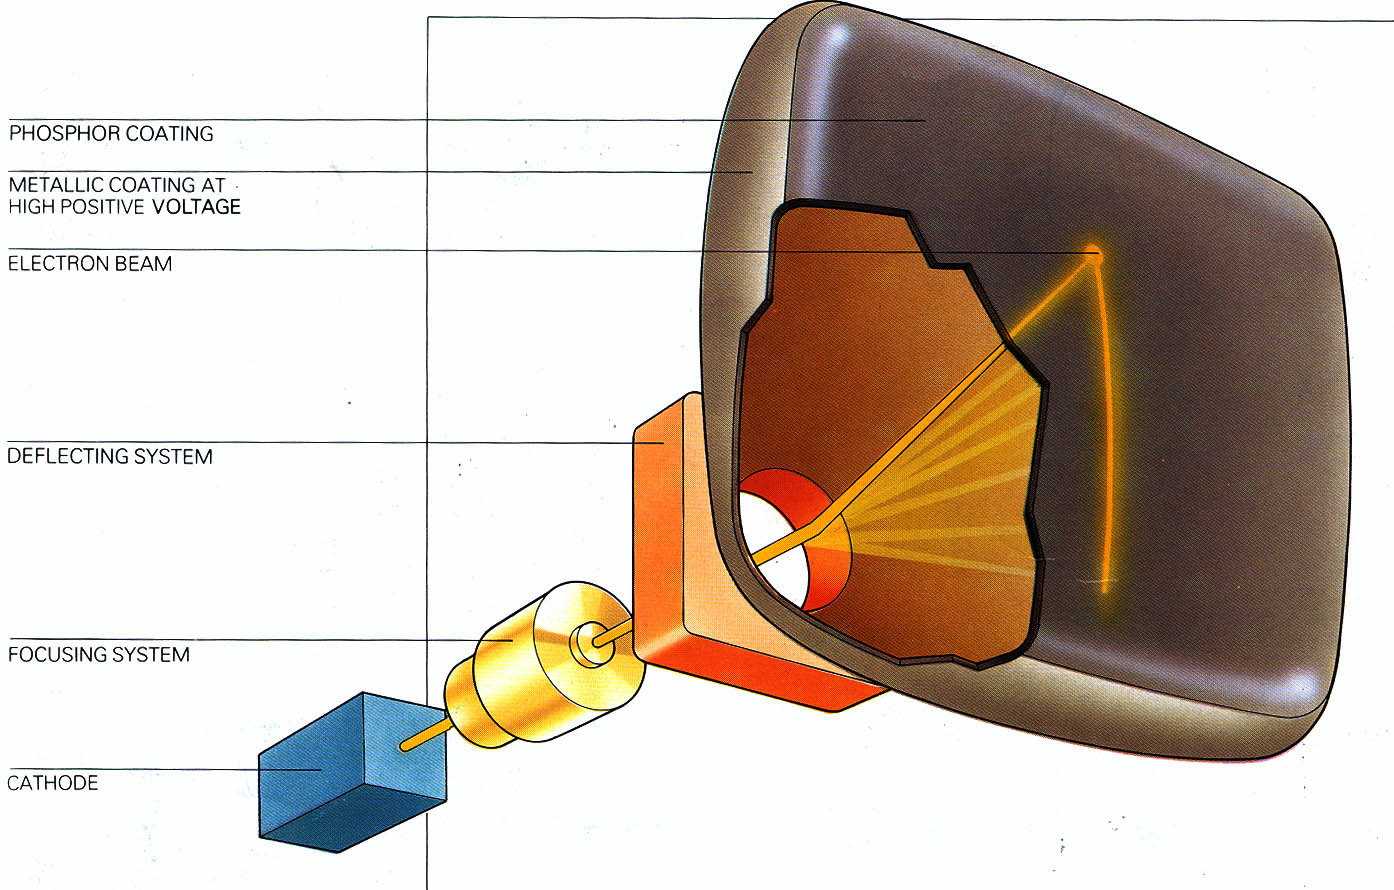 PHOSPHOR COATING
METALLIC COATING AT
HIGH POSITIVE VOLTAGE
ELECTRON BEAM
DEFLECTING SYSTEM
FOCUSING SYSTEM
CATHODE